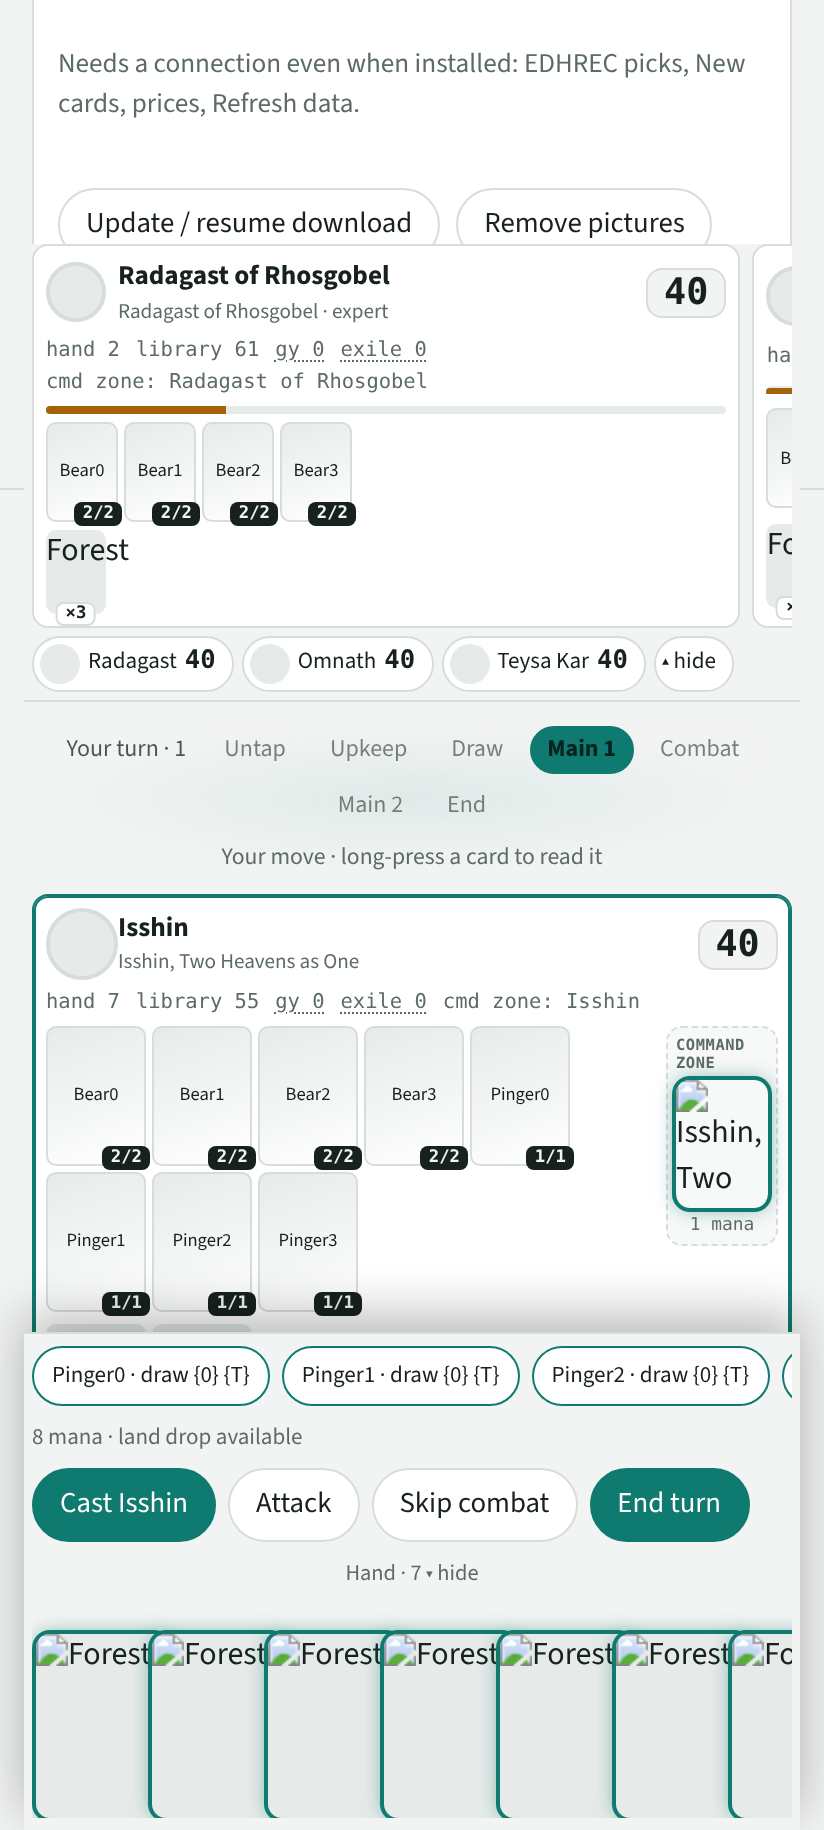 Needs a connection even when installed: EDHREC picks, New
cards, prices, Refresh data.
Update / resume download
Remove pictures
Radagast of Rhosgobel
Radagast of Rhosgobel · expert
40
hand 2 library 61 gy 0 exile 0
cmd zone: Radagast of Rhosgobel
ha
Bear0
Bear1
Bear2
Bear3
B
2/2
2/2
2/2
2/2
Forest
×3
Fo
Radagast 40
Omnath 40
Teysa Kar 40
▴ hide
Your turn · 1
Untap
Upkeep
Draw
Main 1
Combat
Main 2
End
Your move · long-press a card to read it
Isshin
Isshin, Two Heavens as One
40
hand 7 library 55 gy 0 exile 0 cmd zone: Isshin
COMMAND
ZONE
Bear0
Bear1
Bear2
Bear3
Pinger0
2/2
2/2
2/2
2/2
1/1
Isshin,
Two
1 mana
Pinger1
Pinger2
Pinger3
1/1
1/1
1/1
Pinger0 · draw {0} {T}
Pinger1 · draw {0} {T}
Pinger2 · draw {0} {T}
8 mana · land drop available
Cast Isshin
Attack
Skip combat
End turn
Hand · 7 ▾ hide
Forest
Forest
Forest
Forest
Forest
Forest
Fo